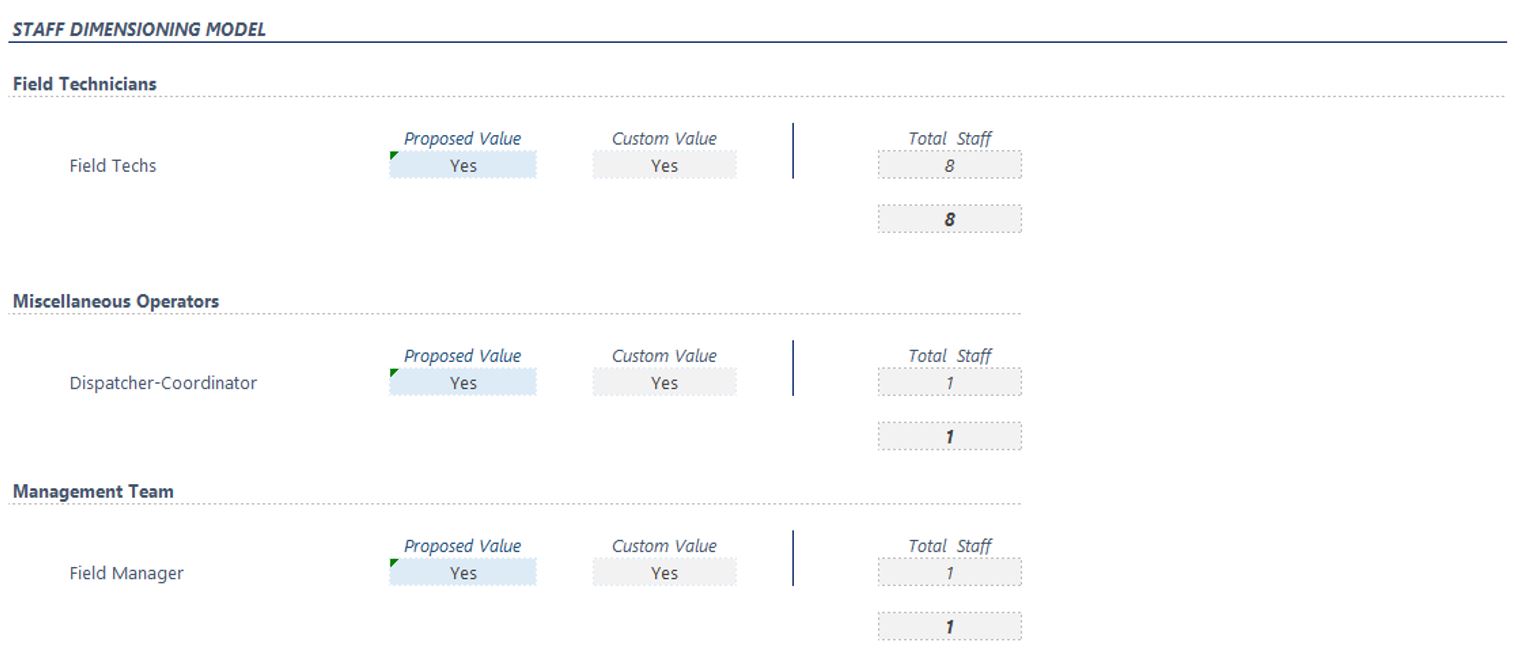 STAFF DIMENSIONING MODEL
Field Technicians
Proposed Value Custom Value Total Staff
Field Techs Yes Yes 8
8
Miscellaneous Operators
Proposed Value Custom Value Total Staff
Dispatcher-Coordinator Yes Yes 1
1
Management Team
Proposed Value Custom Value Total Staff
Field Manager Yes Yes 1
1